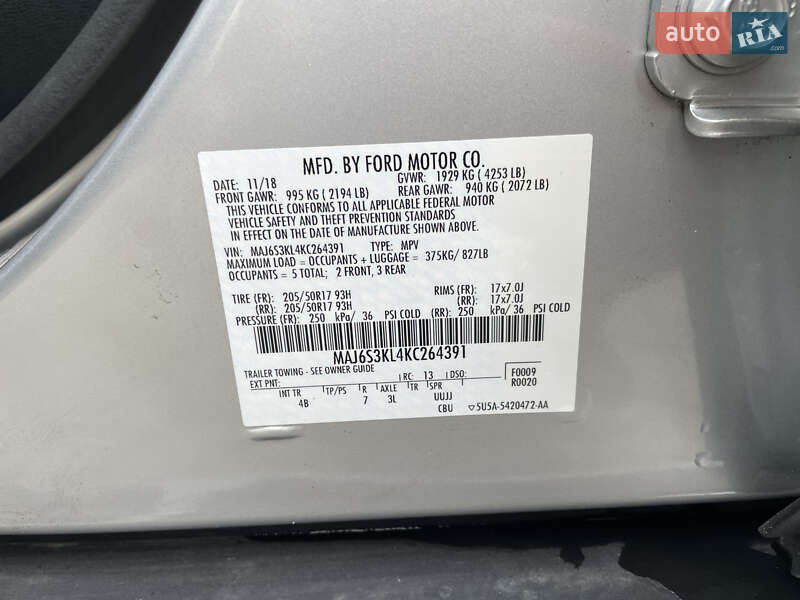 auto RIA
MFD. BY FORD MOTOR CO.
DATE: 11/18 GVWR: 1929 KG ( 4253 LB)
FRONT GAWR: 995 KG ( 2194 LB) REAR GAWR: 940 KG ( 2072 LB)
THIS VEHICLE CONFORMS TO ALL APPLICABLE FEDERAL MOTOR
VEHICLE SAFETY AND THEFT PREVENTION STANDARDS
IN EFFECT ON THE DATE OF MANUFACTURE SHOWN ABOVE.
VIN: MAJ6S3KL4KC264391 TYPE: MPV
MAXIMUM LOAD = OCCUPANTS + LUGGAGE = 375KG/ 827LB
OCCUPANTS = 5 TOTAL; 2 FRONT, 3 REAR
TIRE (FR): 205/50R17 93H RIMS (FR): 17x7.0J
(RR): 205/50R17 93H (RR): 17x7.0J
PRESSURE (FR): 250 kPa/ 36 PSI COLD (RR): 250 kPa/ 36 PSI COLD
MAJ6S3KL4KC264391
TRAILER TOWING - SEE OWNER GUIDE
EXT PNT: RC: 13 DSO: F0009
R0020
INT TR TP/PS R AXLE TR SPR
4B 7 3L UUJJ
CBU 5U5A-5420472-AA